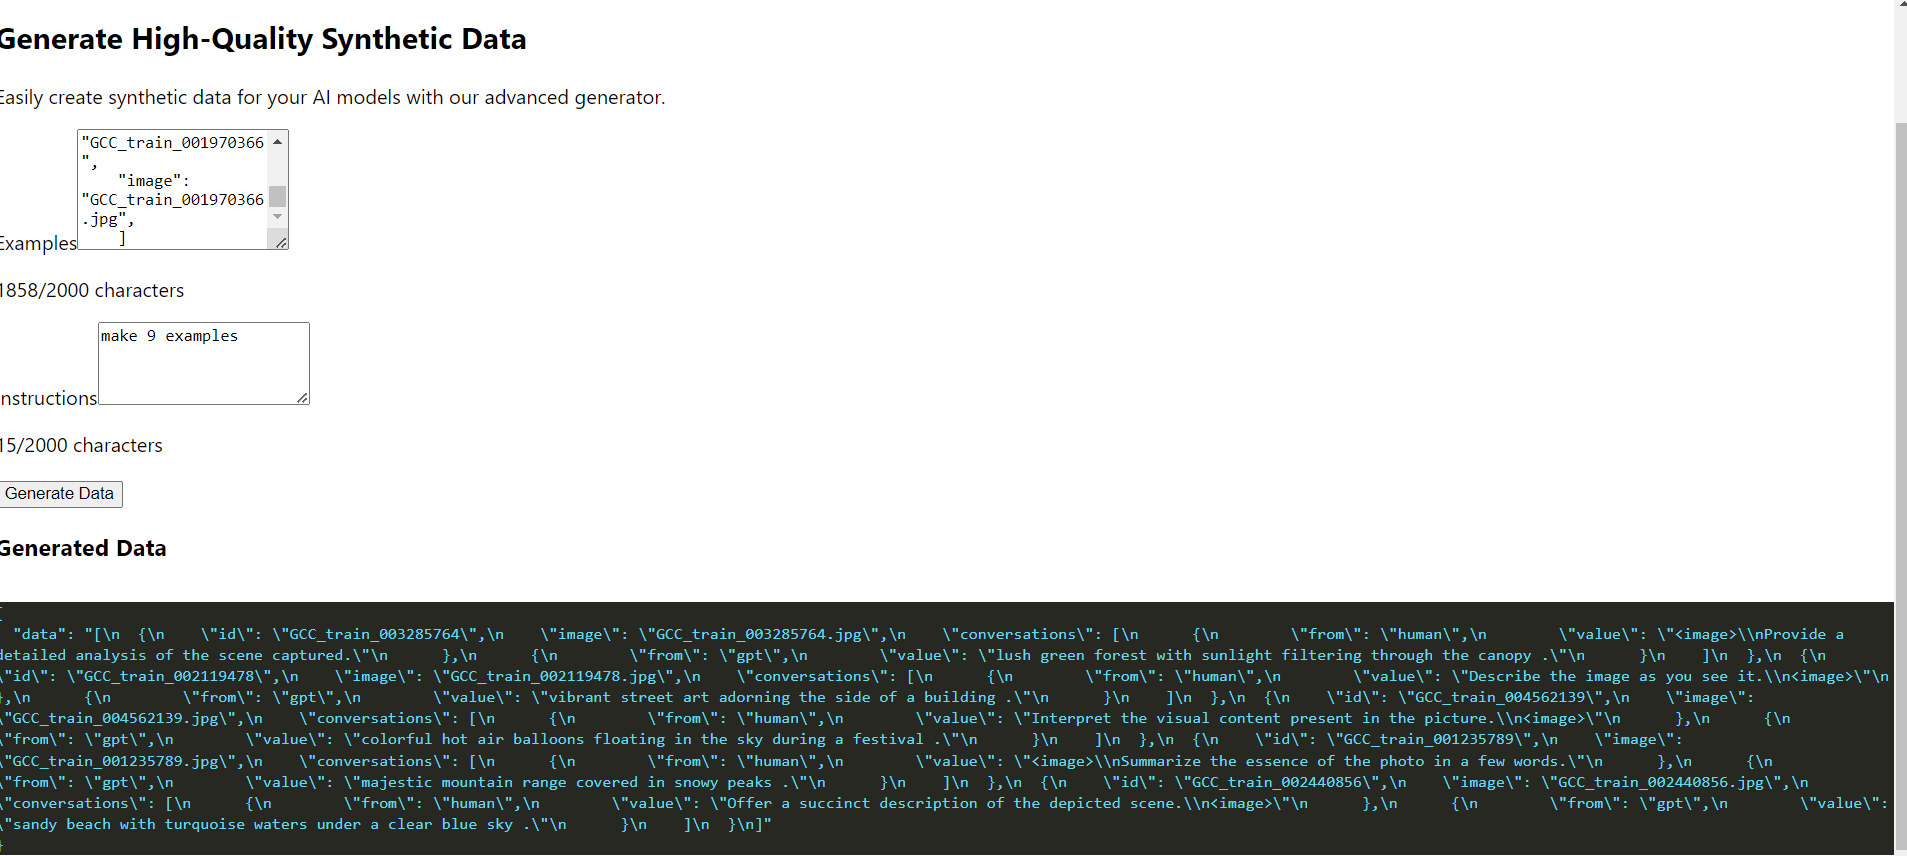 Generate High-Quality Synthetic Data
Easily create synthetic data for your AI models with our advanced generator.
"GCC_train_001970366
",
    "image":
"GCC_train_001970366
.jpg",
    ]
Examples
1858/2000 characters
make 9 examples
Instructions
15/2000 characters
Generate Data
Generated Data
{
  "data": "[\n  {\n    \"id\": \"GCC_train_003285764\",\n    \"image\": \"GCC_train_003285764.jpg\",\n    \"conversations\": [\n      {\n        \"from\": \"human\",\n        \"value\": \"<image>\\nProvide a
detailed analysis of the scene captured.\"\n      },\n      {\n        \"from\": \"gpt\",\n        \"value\": \"lush green forest with sunlight filtering through the canopy .\"\n      }\n    ]\n  },\n  {\n
\"id\": \"GCC_train_002119478\",\n    \"image\": \"GCC_train_002119478.jpg\",\n    \"conversations\": [\n      {\n        \"from\": \"human\",\n        \"value\": \"Describe the image as you see it.\\n<image>\"\n
},\n      {\n        \"from\": \"gpt\",\n        \"value\": \"vibrant street art adorning the side of a building .\"\n      }\n    ]\n  },\n  {\n    \"id\": \"GCC_train_004562139\",\n    \"image\":
\"GCC_train_004562139.jpg\",\n    \"conversations\": [\n      {\n        \"from\": \"human\",\n        \"value\": \"Interpret the visual content present in the picture.\\n<image>\"\n      },\n      {\n
\"from\": \"gpt\",\n        \"value\": \"colorful hot air balloons floating in the sky during a festival .\"\n      }\n    ]\n  },\n  {\n    \"id\": \"GCC_train_001235789\",\n    \"image\":
\"GCC_train_001235789.jpg\",\n    \"conversations\": [\n      {\n        \"from\": \"human\",\n        \"value\": \"<image>\\nSummarize the essence of the photo in a few words.\"\n      },\n      {\n
\"from\": \"gpt\",\n        \"value\": \"majestic mountain range covered in snowy peaks .\"\n      }\n    ]\n  },\n  {\n    \"id\": \"GCC_train_002440856\",\n    \"image\": \"GCC_train_002440856.jpg\",\n
\"conversations\": [\n      {\n        \"from\": \"human\",\n        \"value\": \"Offer a succinct description of the depicted scene.\\n<image>\"\n      },\n      {\n        \"from\": \"gpt\",\n        \"value\":
\"sandy beach with turquoise waters under a clear blue sky .\"\n      }\n    ]\n  }\n]"
}